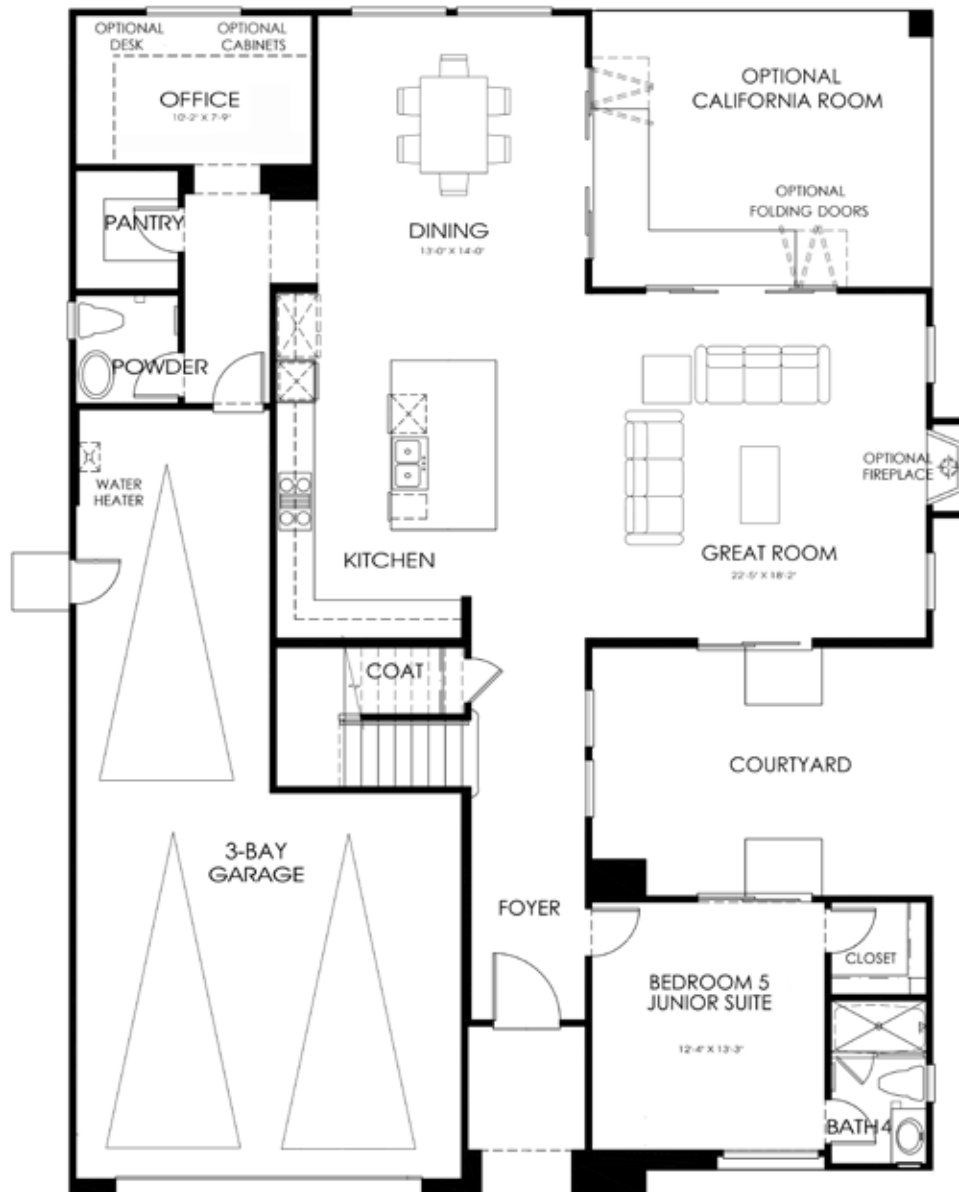 OPTIONAL
DESK
OPTIONAL
CABINETS
OFFICE
10'-2" X 7'-9"
OPTIONAL
CALIFORNIA ROOM
OPTIONAL
FOLDING DOORS
PANTRY
DINING
13'-0" X 14'-0"
POWDER
WATER
HEATER
OPTIONAL
FIREPLACE
KITCHEN
GREAT ROOM
22'-5" X 18'-2"
COAT
COURTYARD
3-BAY
GARAGE
FOYER
CLOSET
BEDROOM 5
JUNIOR SUITE
12'-4" X 13'-3"
BATH 4